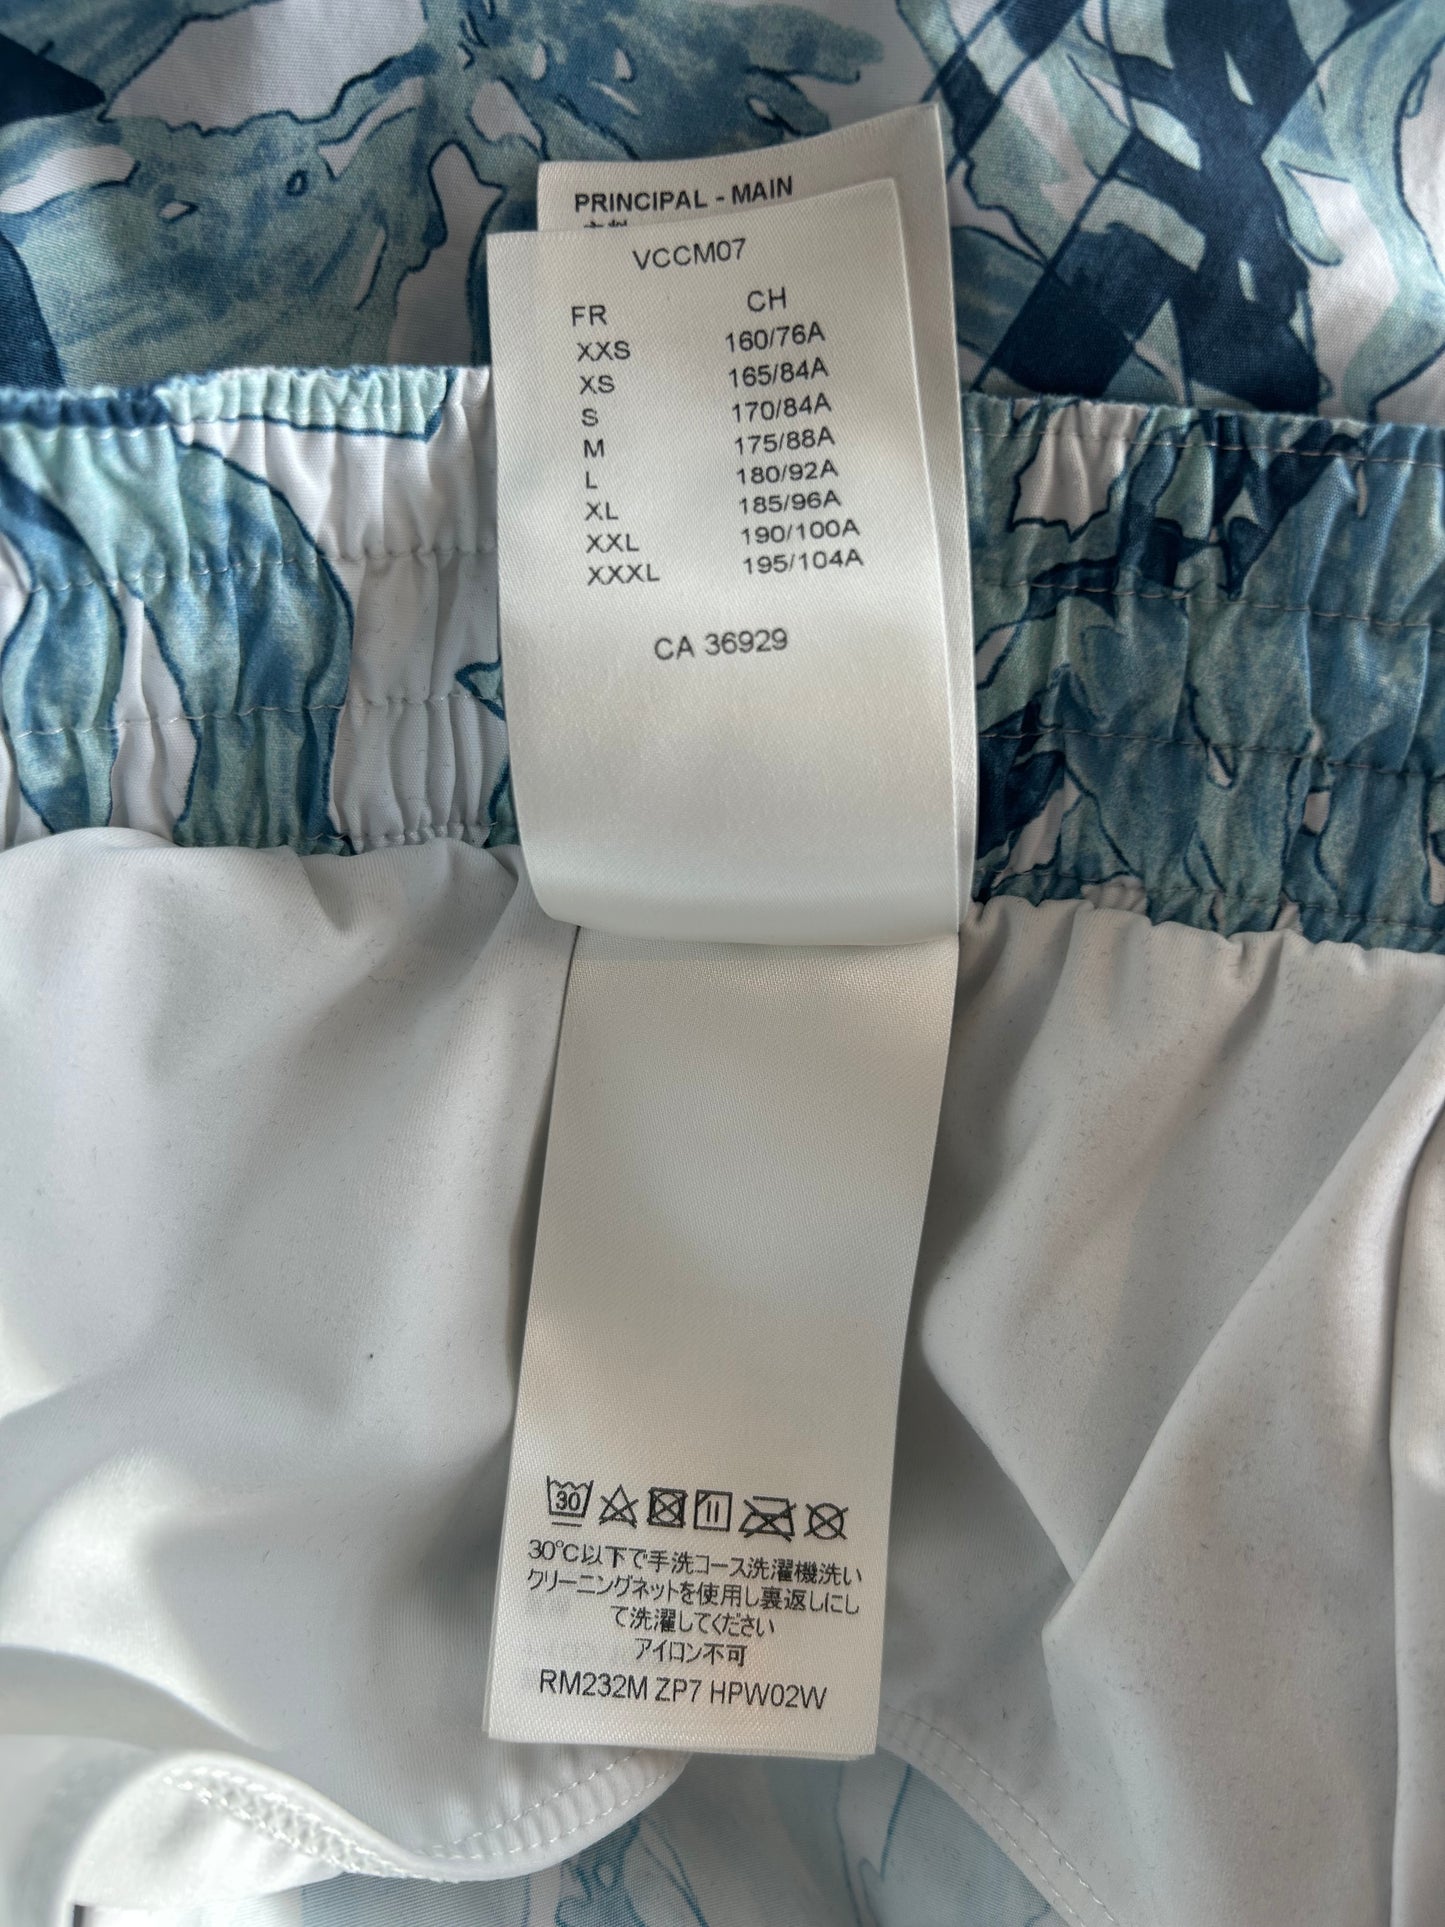 PRINCIPAL - MAIN
VCCM07
FR CH
XXS 160/76A
XS 165/84A
S 170/84A
M 175/88A
L 180/92A
XL 185/96A
XXL 190/100A
XXXL 195/104A
CA 36929
30
30℃以下で手洗コース洗濯機洗い
クリーニングネットを使用し裏返しにし
て洗濯してください
アイロン不可
RM232M ZP7 HPW02W